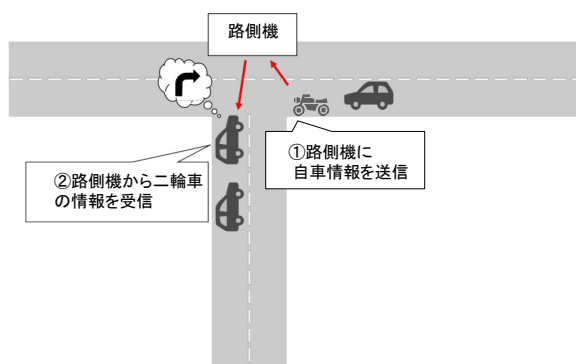 路側機
①路側機に
自車情報を送信
②路側機から二輪車
の情報を受信